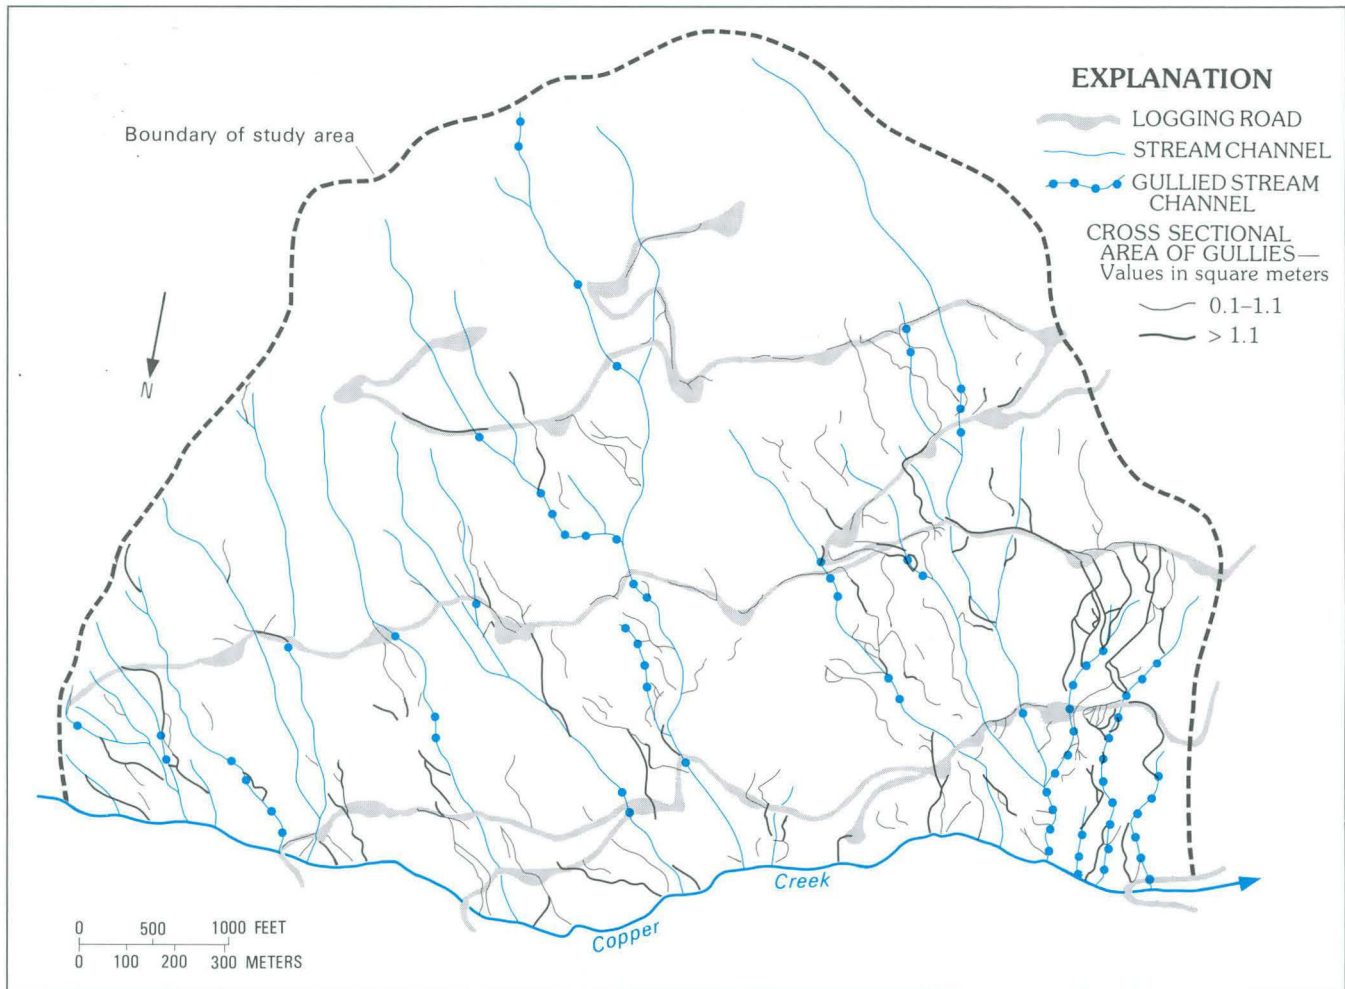 Boundary of study area
EXPLANATION
LOGGING ROAD
STREAM CHANNEL
GULLIED STREAM
CHANNEL
CROSS SECTIONAL
AREA OF GULLIES—
Values in square meters
0.1–1.1
> 1.1
N
Creek
Copper
0 500 1000 FEET
0 100 200 300 METERS